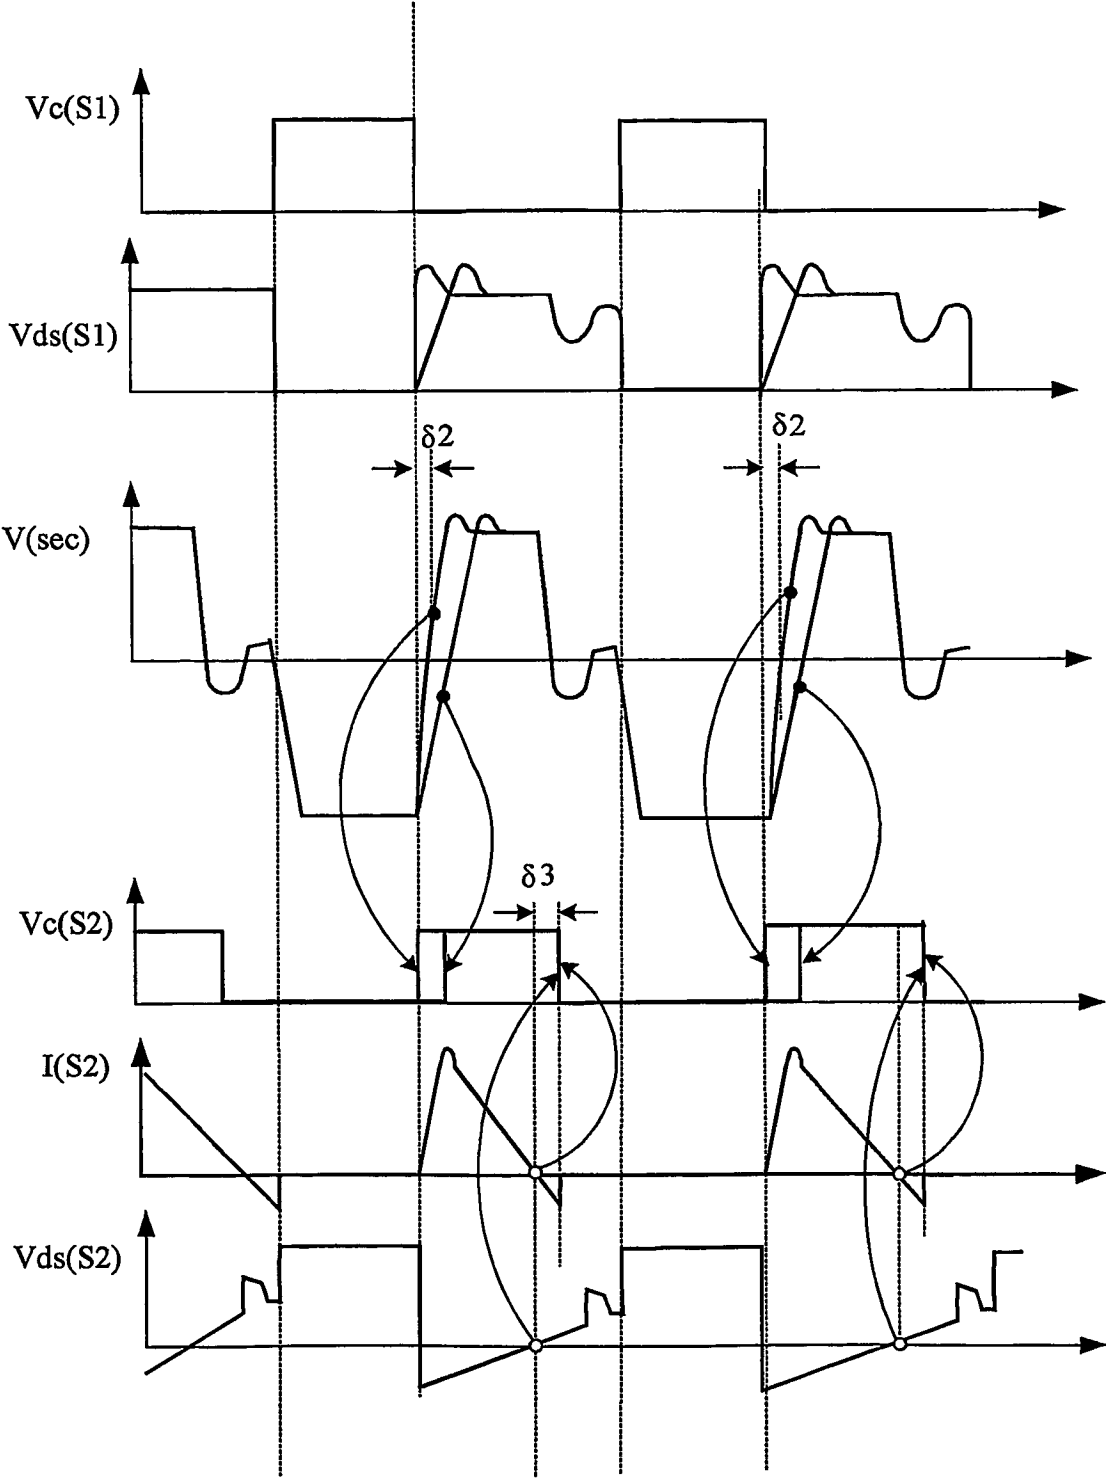 Vc(S1)
Vds(S1)
δ2
δ2
V(sec)
δ3
Vc(S2)
I(S2)
Vds(S2)